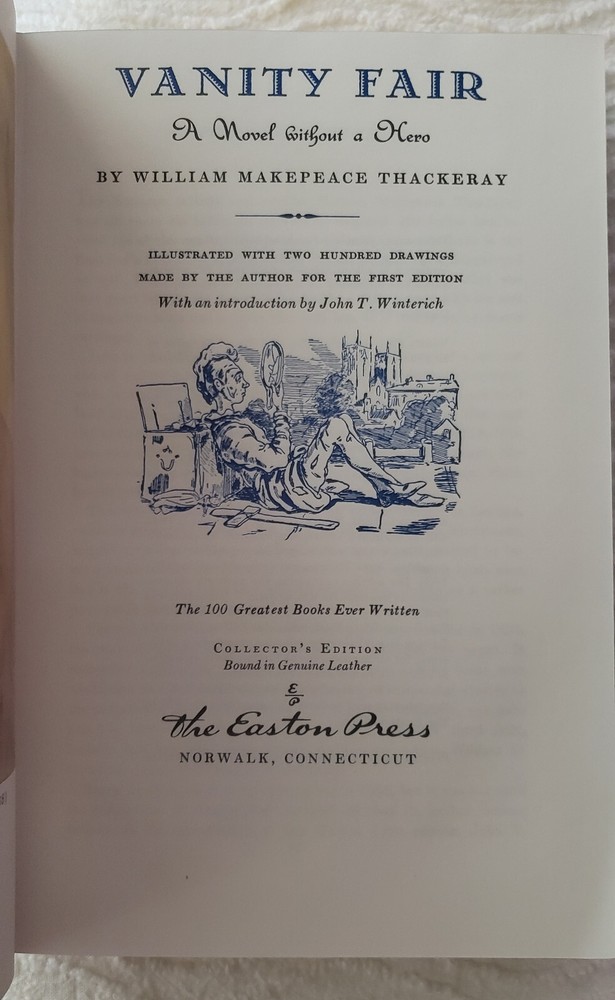 VANITY FAIR
A Novel without a Hero
BY WILLIAM MAKEPEACE THACKERAY
ILLUSTRATED WITH TWO HUNDRED DRAWINGS
MADE BY THE AUTHOR FOR THE FIRST EDITION
With an introduction by John T. Winterich
The 100 Greatest Books Ever Written
COLLECTOR'S EDITION
Bound in Genuine Leather
E
P
The Easton Press
NORWALK, CONNECTICUT